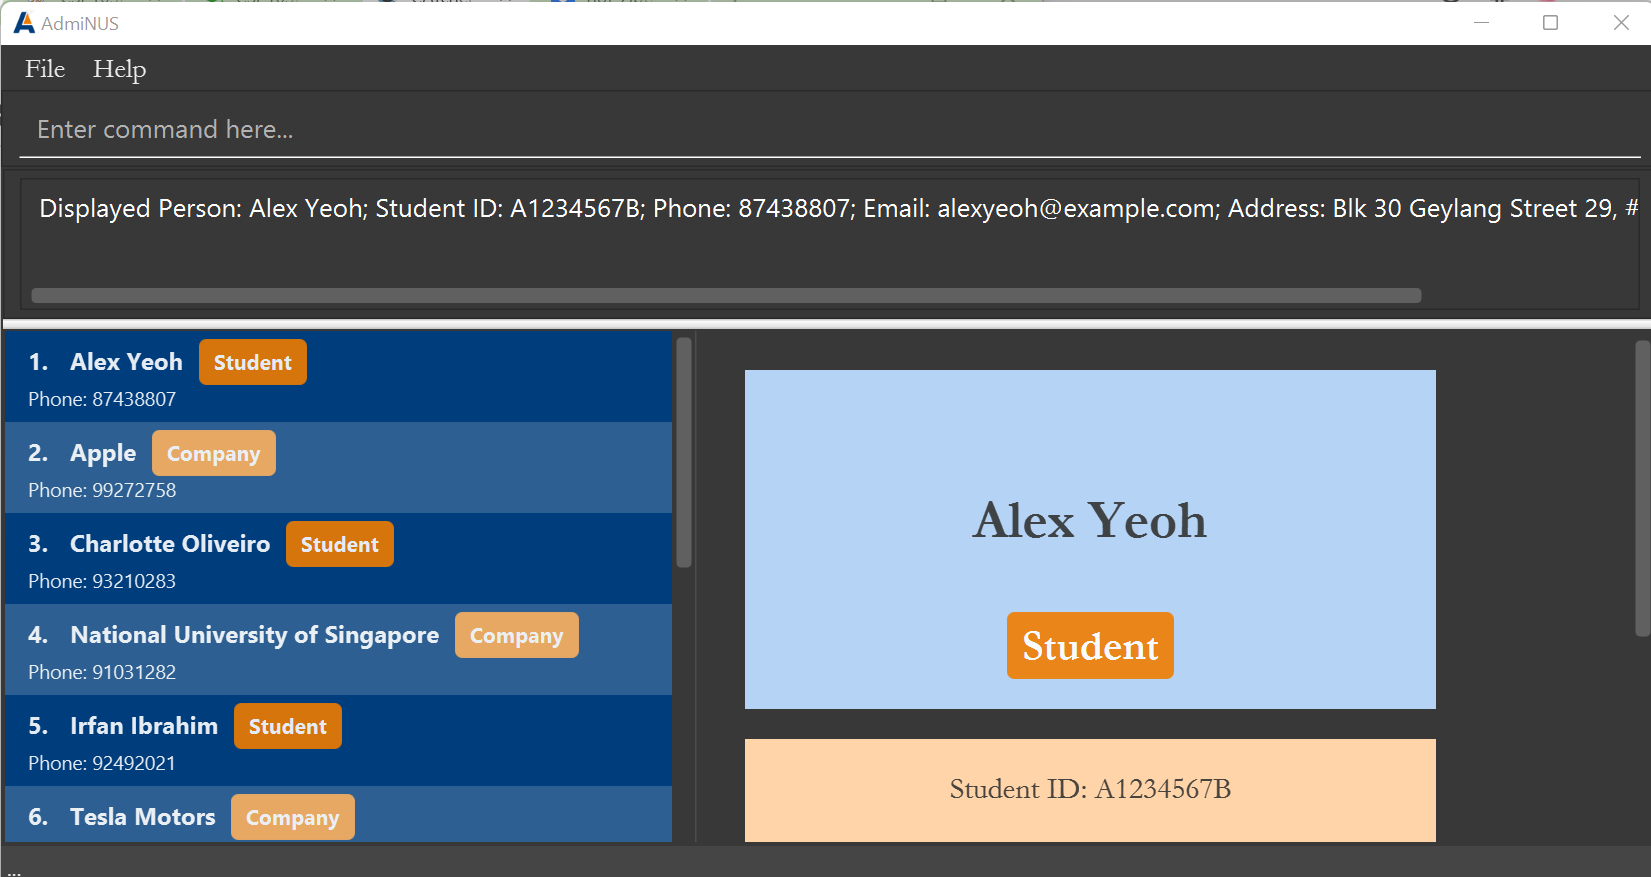 AdmiNUS
File Help
Enter command here...
Displayed Person: Alex Yeoh; Student ID: A1234567B; Phone: 87438807; Email: alexyeoh@example.com; Address: Blk 30 Geylang Street 29, #
1. Alex Yeoh Student
Phone: 87438807
2. Apple Company
Phone: 99272758
3. Charlotte Oliveiro Student
Phone: 93210283
4. National University of Singapore Company
Phone: 91031282
5. Irfan Ibrahim Student
Phone: 92492021
6. Tesla Motors Company
Alex Yeoh
Student
Student ID: A1234567B
...